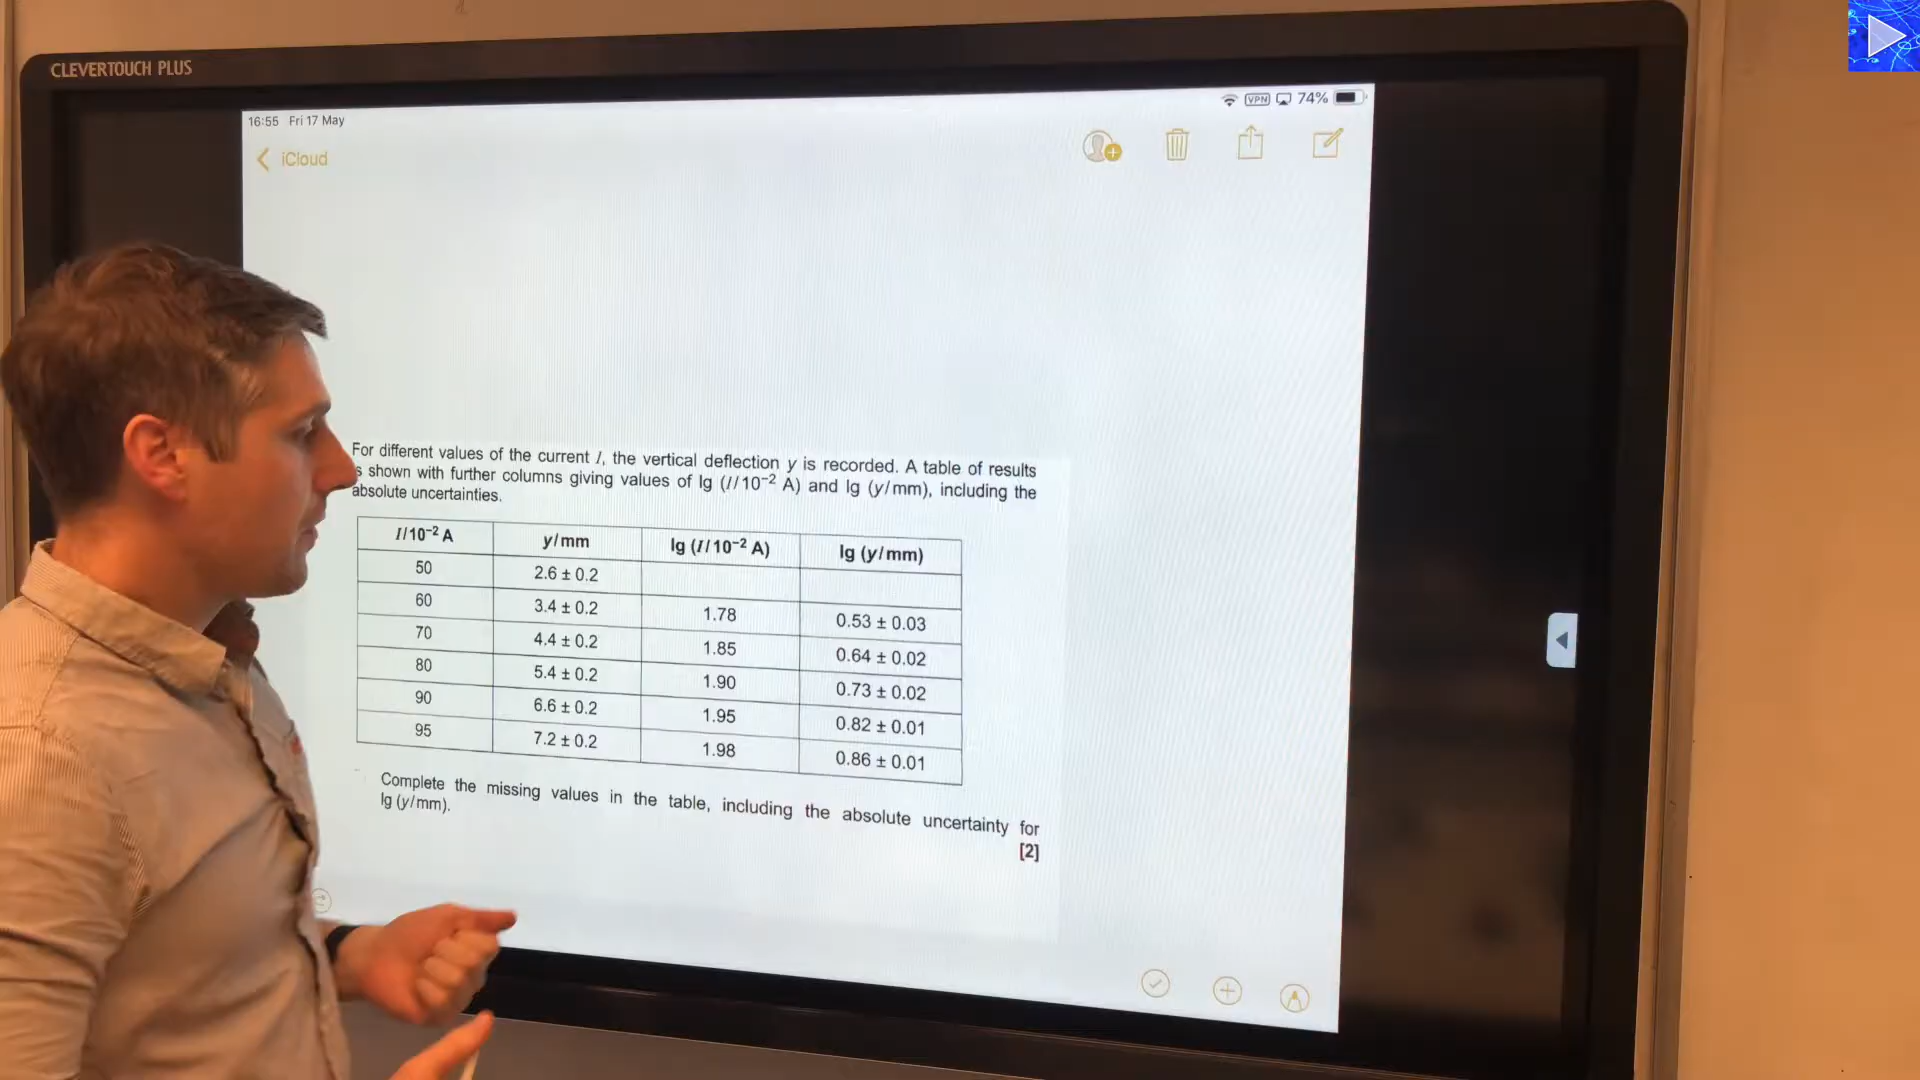 CLEVERTOUCH PLUS
16:55 Fri 17 May
VPN 74%
iCloud
For different values of the current I, the vertical deflection y is recorded. A table of results
s shown with further columns giving values of lg (I/10⁻² A) and lg (y/mm), including the
absolute uncertainties.
I/10⁻² A y/mm lg (I/10⁻² A) lg (y/mm)
50 2.6 ± 0.2
60 3.4 ± 0.2 1.78 0.53 ± 0.03
70 4.4 ± 0.2 1.85 0.64 ± 0.02
80 5.4 ± 0.2 1.90 0.73 ± 0.02
90 6.6 ± 0.2 1.95 0.82 ± 0.01
95 7.2 ± 0.2 1.98 0.86 ± 0.01
Complete the missing values in the table, including the absolute uncertainty for
lg (y/mm).
[2]